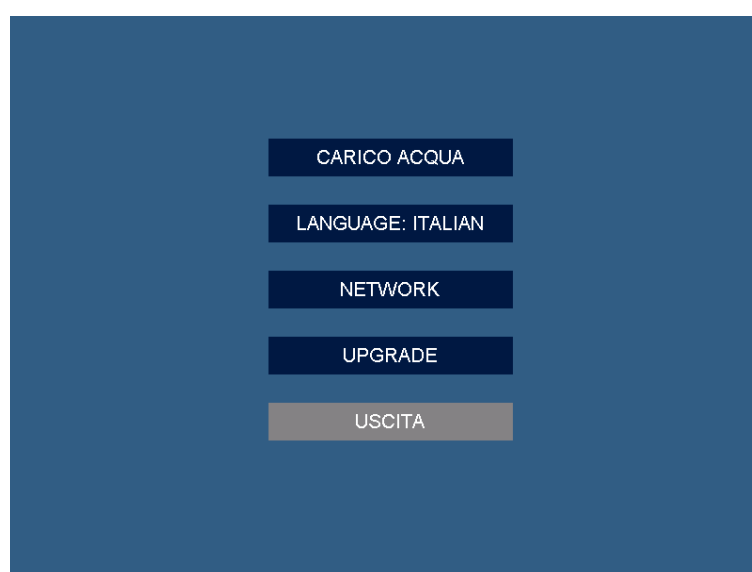 CARICO ACQUA
LANGUAGE: ITALIAN
NETWORK
UPGRADE
USCITA